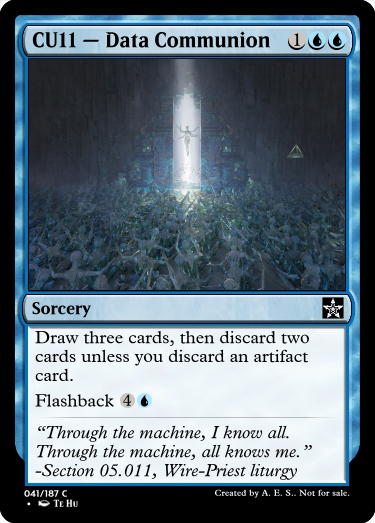 CU11 — Data Communion 1
Sorcery
Draw three cards, then discard two
cards unless you discard an artifact
card.
Flashback 4
“Through the machine, I know all.
Through the machine, all knows me.”
-Section 05.011, Wire-Priest liturgy
041/187 C
Created by A. E. S.. Not for sale.
• Te Hu